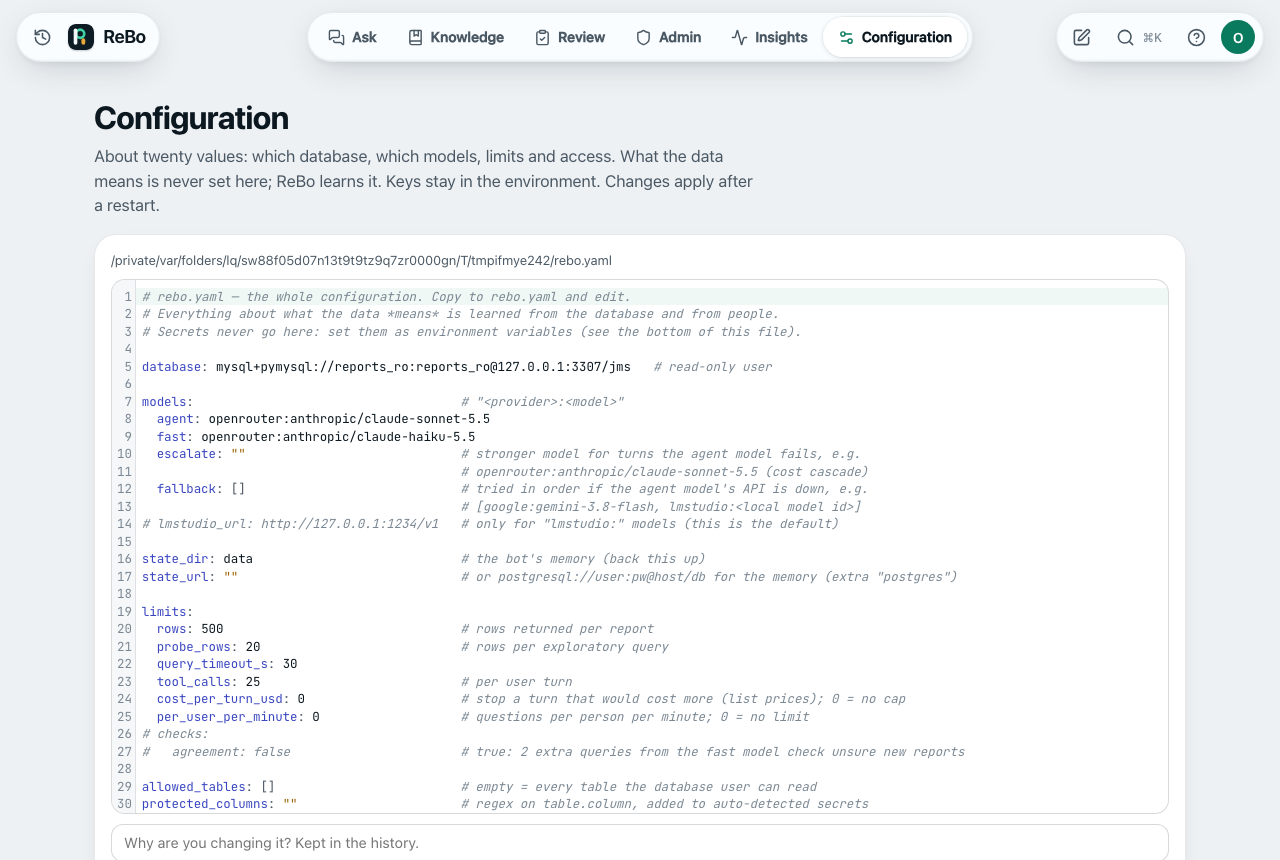 ReBo
Ask
Knowledge
Review
Admin
Insights
Configuration
⌘K
O
Configuration
About twenty values: which database, which models, limits and access. What the data
means is never set here; ReBo learns it. Keys stay in the environment. Changes apply after
a restart.
/private/var/folders/lq/sw88f05d07n13t9t9tz9q7zr0000gn/T/tmpifmye242/rebo.yaml
1 # rebo.yaml — the whole configuration. Copy to rebo.yaml and edit.
2 # Everything about what the data *means* is learned from the database and from people.
3 # Secrets never go here: set them as environment variables (see the bottom of this file).
4
5 database: mysql+pymysql://reports_ro:reports_ro@127.0.0.1:3307/jms   # read-only user
6
7 models:                                    # "<provider>:<model>"
8   agent: openrouter:anthropic/claude-sonnet-5.5
9   fast: openrouter:anthropic/claude-haiku-5.5
10   escalate: ""                             # stronger model for turns the agent model fails, e.g.
11                                            # openrouter:anthropic/claude-sonnet-5.5 (cost cascade)
12   fallback: []                             # tried in order if the agent model's API is down, e.g.
13                                            # [google:gemini-3.8-flash, lmstudio:<local model id>]
14 # lmstudio_url: http://127.0.0.1:1234/v1   # only for "lmstudio:" models (this is the default)
15
16 state_dir: data                            # the bot's memory (back this up)
17 state_url: ""                              # or postgresql://user:pw@host/db for the memory (extra "postgres")
18
19 limits:
20   rows: 500                                # rows returned per report
21   probe_rows: 20                           # rows per exploratory query
22   query_timeout_s: 30
23   tool_calls: 25                           # per user turn
24   cost_per_turn_usd: 0                     # stop a turn that would cost more (list prices); 0 = no cap
25   per_user_per_minute: 0                   # questions per person per minute; 0 = no limit
26 # checks:
27 #   agreement: false                       # true: 2 extra queries from the fast model check unsure new reports
28
29 allowed_tables: []                         # empty = every table the database user can read
30 protected_columns: ""                      # regex on table.column, added to auto-detected secrets
Why are you changing it? Kept in the history.